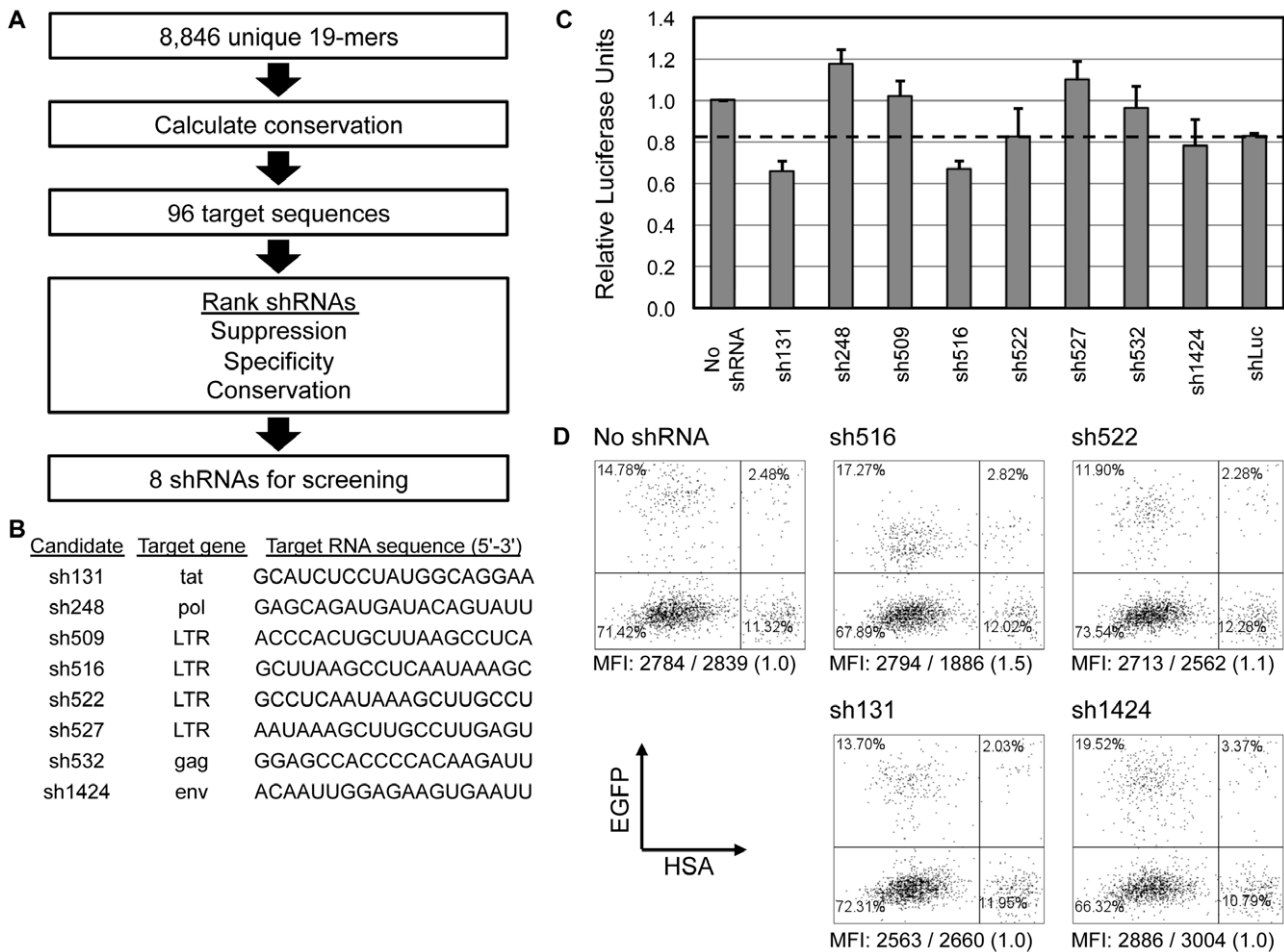 A
8,846 unique 19-mers
Calculate conservation
96 target sequences
Rank shRNAs
Suppression
Specificity
Conservation
8 shRNAs for screening
B
Candidate Target gene Target RNA sequence (5'-3')
sh131 tat GCAUCUCCUAUGGCAGGAA
sh248 pol GAGCAGAUGAUACAGUAUU
sh509 LTR ACCCACUGCUUAAGCCUCA
sh516 LTR GCUUAAGCCUCAAUAAAGC
sh522 LTR GCCUCAAUAAAGCUUGCCU
sh527 LTR AAUAAAGCUUGCCUUGAGU
sh532 gag GGAGCCACCCCACAAGAUU
sh1424 env ACAAUUGGAGAAGUGAAUU
C
Relative Luciferase Units
1.4
1.2
1.0
0.8
0.6
0.4
0.2
0.0
No shRNA
sh131
sh248
sh509
sh516
sh522
sh527
sh532
sh1424
shLuc
D
No shRNA
14.78% 2.48%
71.42% 11.32%
MFI: 2784 / 2839 (1.0)
sh516
17.27% 2.82%
67.89% 12.02%
MFI: 2794 / 1886 (1.5)
sh522
11.90% 2.28%
73.54% 12.28%
MFI: 2713 / 2562 (1.1)
EGFP
HSA
sh131
13.70% 2.03%
72.31% 11.95%
MFI: 2563 / 2660 (1.0)
sh1424
19.52% 3.37%
66.32% 10.79%
MFI: 2886 / 3004 (1.0)